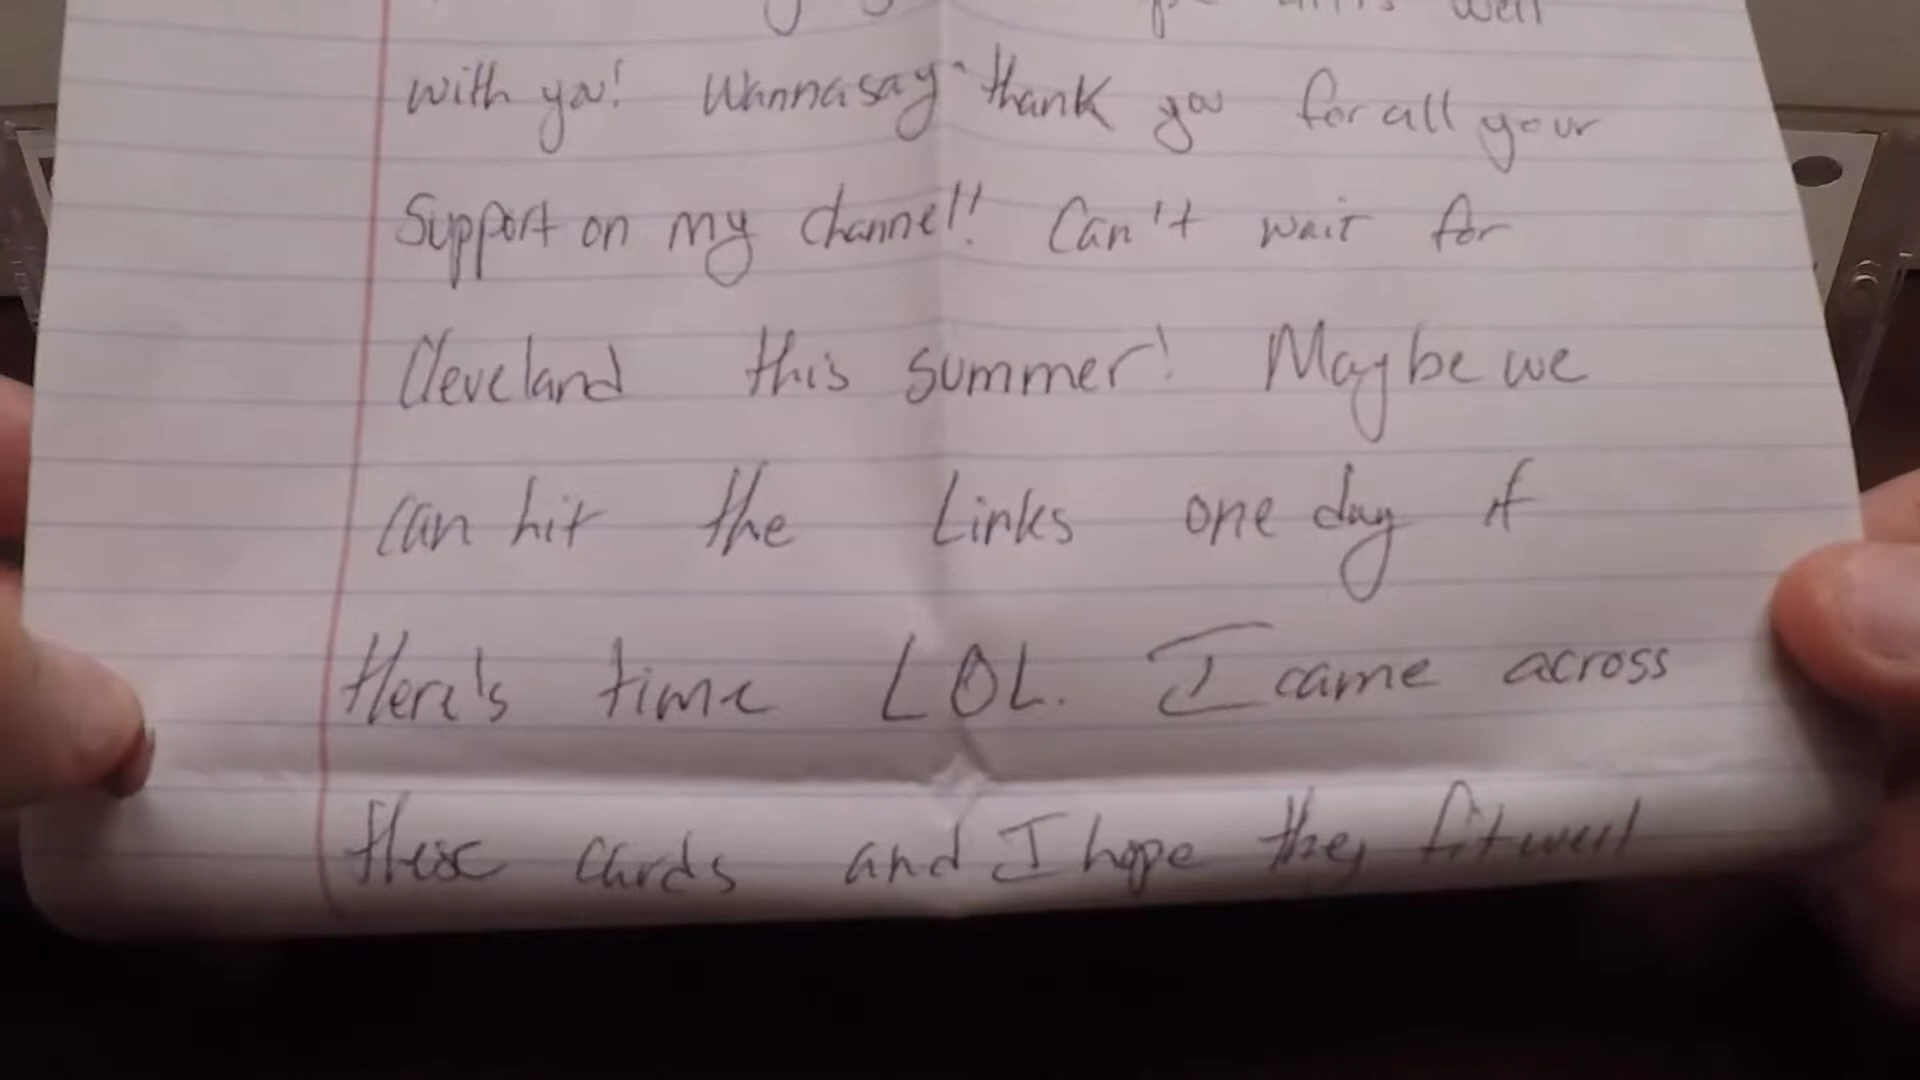 well
with you! Wanna say thank you for all your
Support on my channel! Can't wait for
Cleveland this summer! Maybe we
can hit the Links one day if
there's time LOL. I came across
these cards and I hope they fit well